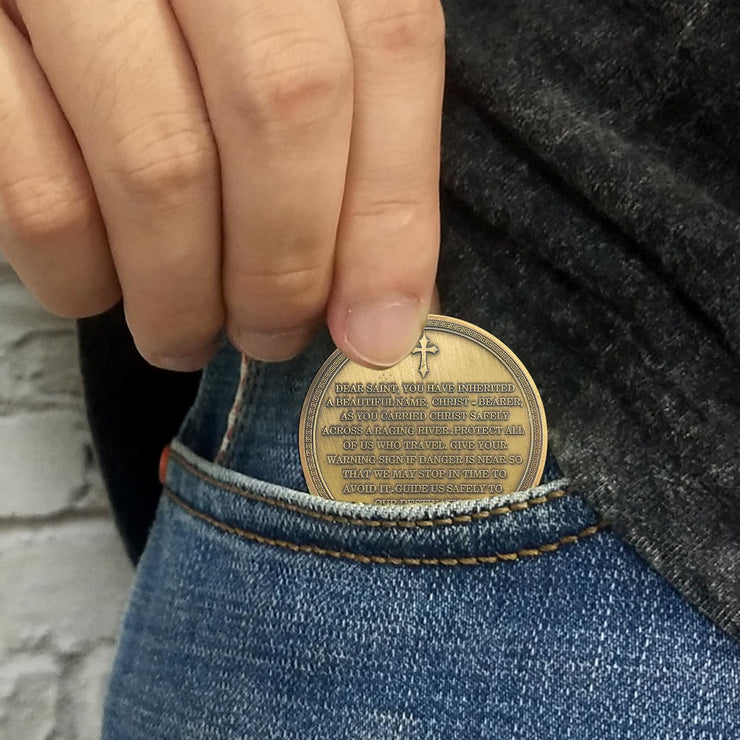 DEAR SAINT, YOU HAVE INHERITED
A BEAUTIFUL NAME, CHRIST - BEARER,
AS YOU CARRIED CHRIST SAFELY
ACROSS A RAGING RIVER. PROTECT ALL
OF US WHO TRAVEL. GIVE YOUR
WARNING SIGN IF DANGER IS NEAR SO
THAT WE MAY STOP IN TIME TO
AVOID IT. GUIDE US SAFELY TO
OUR